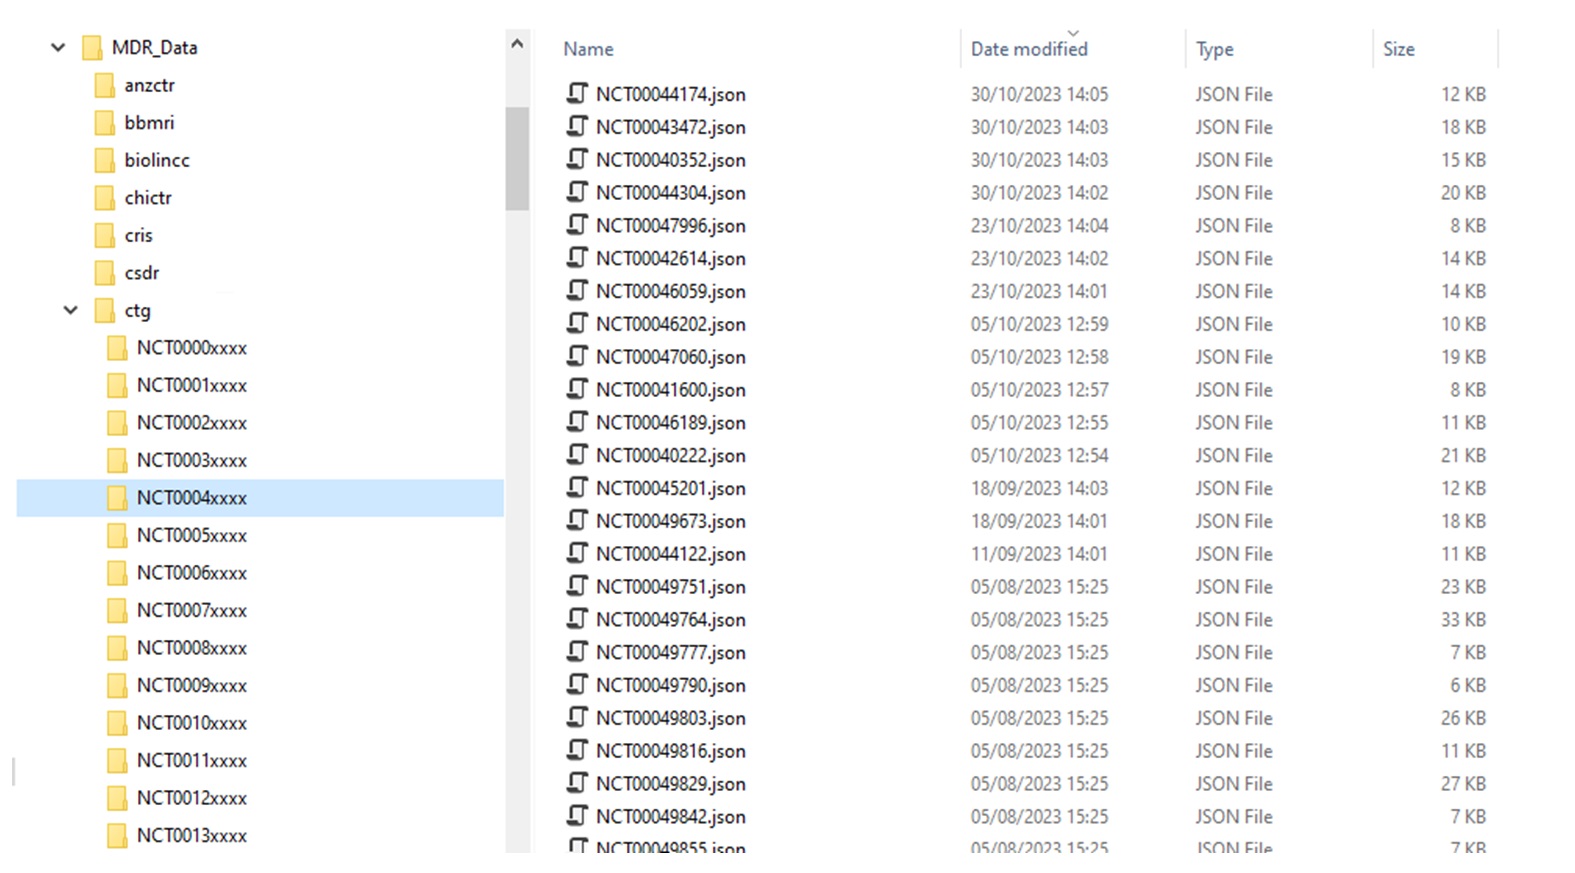 MDR_Data
anzctr
bbmri
biolincc
chictr
cris
csdr
ctg
NCT0000xxxx
NCT0001xxxx
NCT0002xxxx
NCT0003xxxx
NCT0004xxxx
NCT0005xxxx
NCT0006xxxx
NCT0007xxxx
NCT0008xxxx
NCT0009xxxx
NCT0010xxxx
NCT0011xxxx
NCT0012xxxx
NCT0013xxxx
Name Date modified Type Size
NCT00044174.json 30/10/2023 14:05 JSON File 12 KB
NCT00043472.json 30/10/2023 14:03 JSON File 18 KB
NCT00040352.json 30/10/2023 14:03 JSON File 15 KB
NCT00044304.json 30/10/2023 14:02 JSON File 20 KB
NCT00047996.json 23/10/2023 14:04 JSON File 8 KB
NCT00042614.json 23/10/2023 14:02 JSON File 14 KB
NCT00046059.json 23/10/2023 14:01 JSON File 14 KB
NCT00046202.json 05/10/2023 12:59 JSON File 10 KB
NCT00047060.json 05/10/2023 12:58 JSON File 19 KB
NCT00041600.json 05/10/2023 12:57 JSON File 8 KB
NCT00046189.json 05/10/2023 12:55 JSON File 11 KB
NCT00040222.json 05/10/2023 12:54 JSON File 21 KB
NCT00045201.json 18/09/2023 14:03 JSON File 12 KB
NCT00049673.json 18/09/2023 14:01 JSON File 18 KB
NCT00044122.json 11/09/2023 14:01 JSON File 11 KB
NCT00049751.json 05/08/2023 15:25 JSON File 23 KB
NCT00049764.json 05/08/2023 15:25 JSON File 33 KB
NCT00049777.json 05/08/2023 15:25 JSON File 7 KB
NCT00049790.json 05/08/2023 15:25 JSON File 6 KB
NCT00049803.json 05/08/2023 15:25 JSON File 26 KB
NCT00049816.json 05/08/2023 15:25 JSON File 11 KB
NCT00049829.json 05/08/2023 15:25 JSON File 27 KB
NCT00049842.json 05/08/2023 15:25 JSON File 7 KB
NCT00049855.json 05/08/2023 15:25 JSON File 7 KB